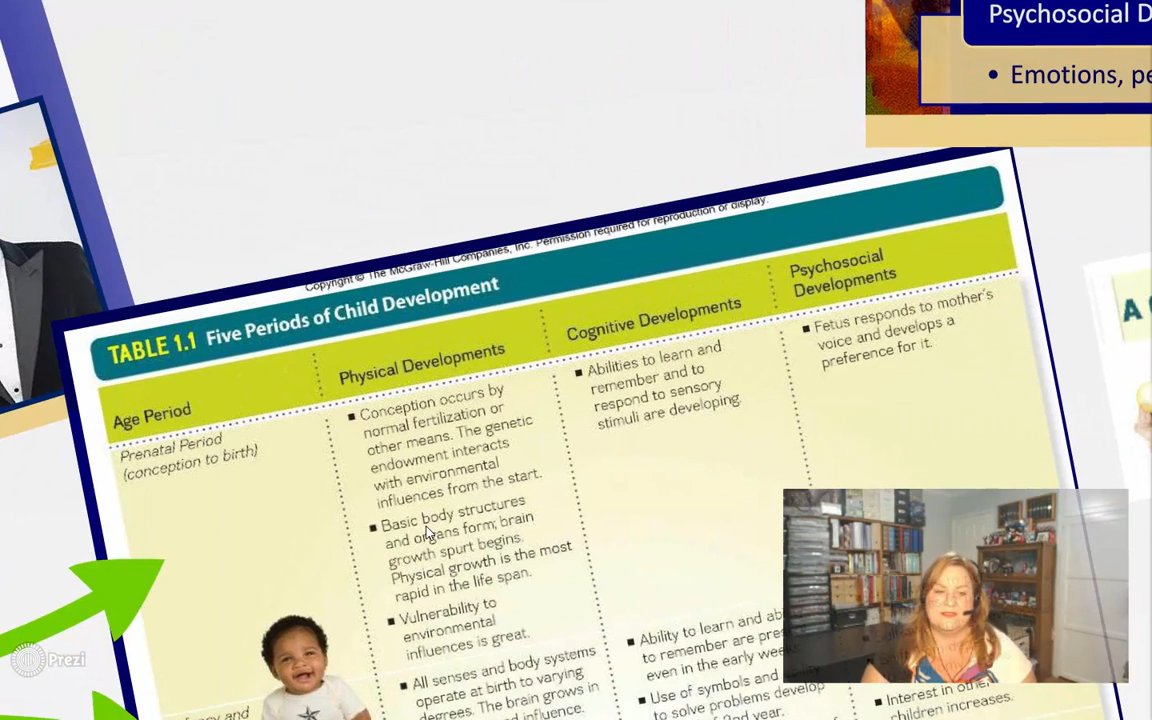 Psychosocial D
• Emotions, pe
Copyright © The McGraw-Hill Companies, Inc. Permission required for reproduction or display.
TABLE 1.1 Five Periods of Child Development
Age Period
Physical Developments
Cognitive Developments
Psychosocial
Developments
Prenatal Period
(conception to birth)
■ Conception occurs by
normal fertilization or
other means. The genetic
endowment interacts
with environmental
influences from the start.
■ Basic body structures
and organs form; brain
growth spurt begins.
Physical growth is the most
rapid in the life span.
■ Vulnerability to
environmental
influences is great.
■ Abilities to learn and
remember and to
respond to sensory
stimuli are developing.
■ Fetus responds to mother's
voice and develops a
preference for it.
and
■ All senses and body systems
operate at birth to varying
degrees. The brain grows in
influence.
■ Ability to learn and
to remember are
even in the early weeks
■ Use of symbols and
to solve problems develop
2nd year.
■ Interest in other
children increases.
A
Prezi